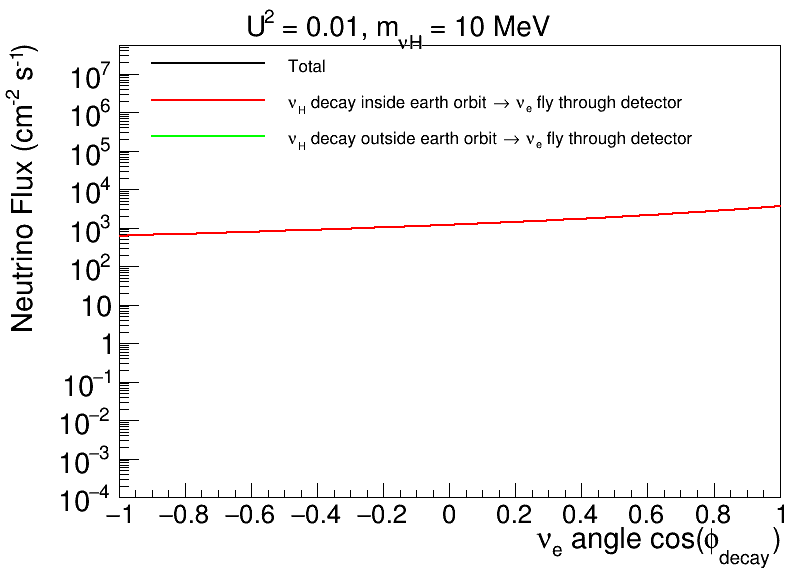 U² = 0.01, m_νH = 10 MeV
Neutrino Flux (cm⁻² s⁻¹)
Total
ν_H decay inside earth orbit → ν_e fly through detector
ν_H decay outside earth orbit → ν_e fly through detector
10⁷
10⁶
10⁵
10⁴
10³
10²
10
1
10⁻¹
10⁻²
10⁻³
10⁻⁴
−1 −0.8 −0.6 −0.4 −0.2 0 0.2 0.4 0.6 0.8 1
ν_e angle cos(ϕ_decay)